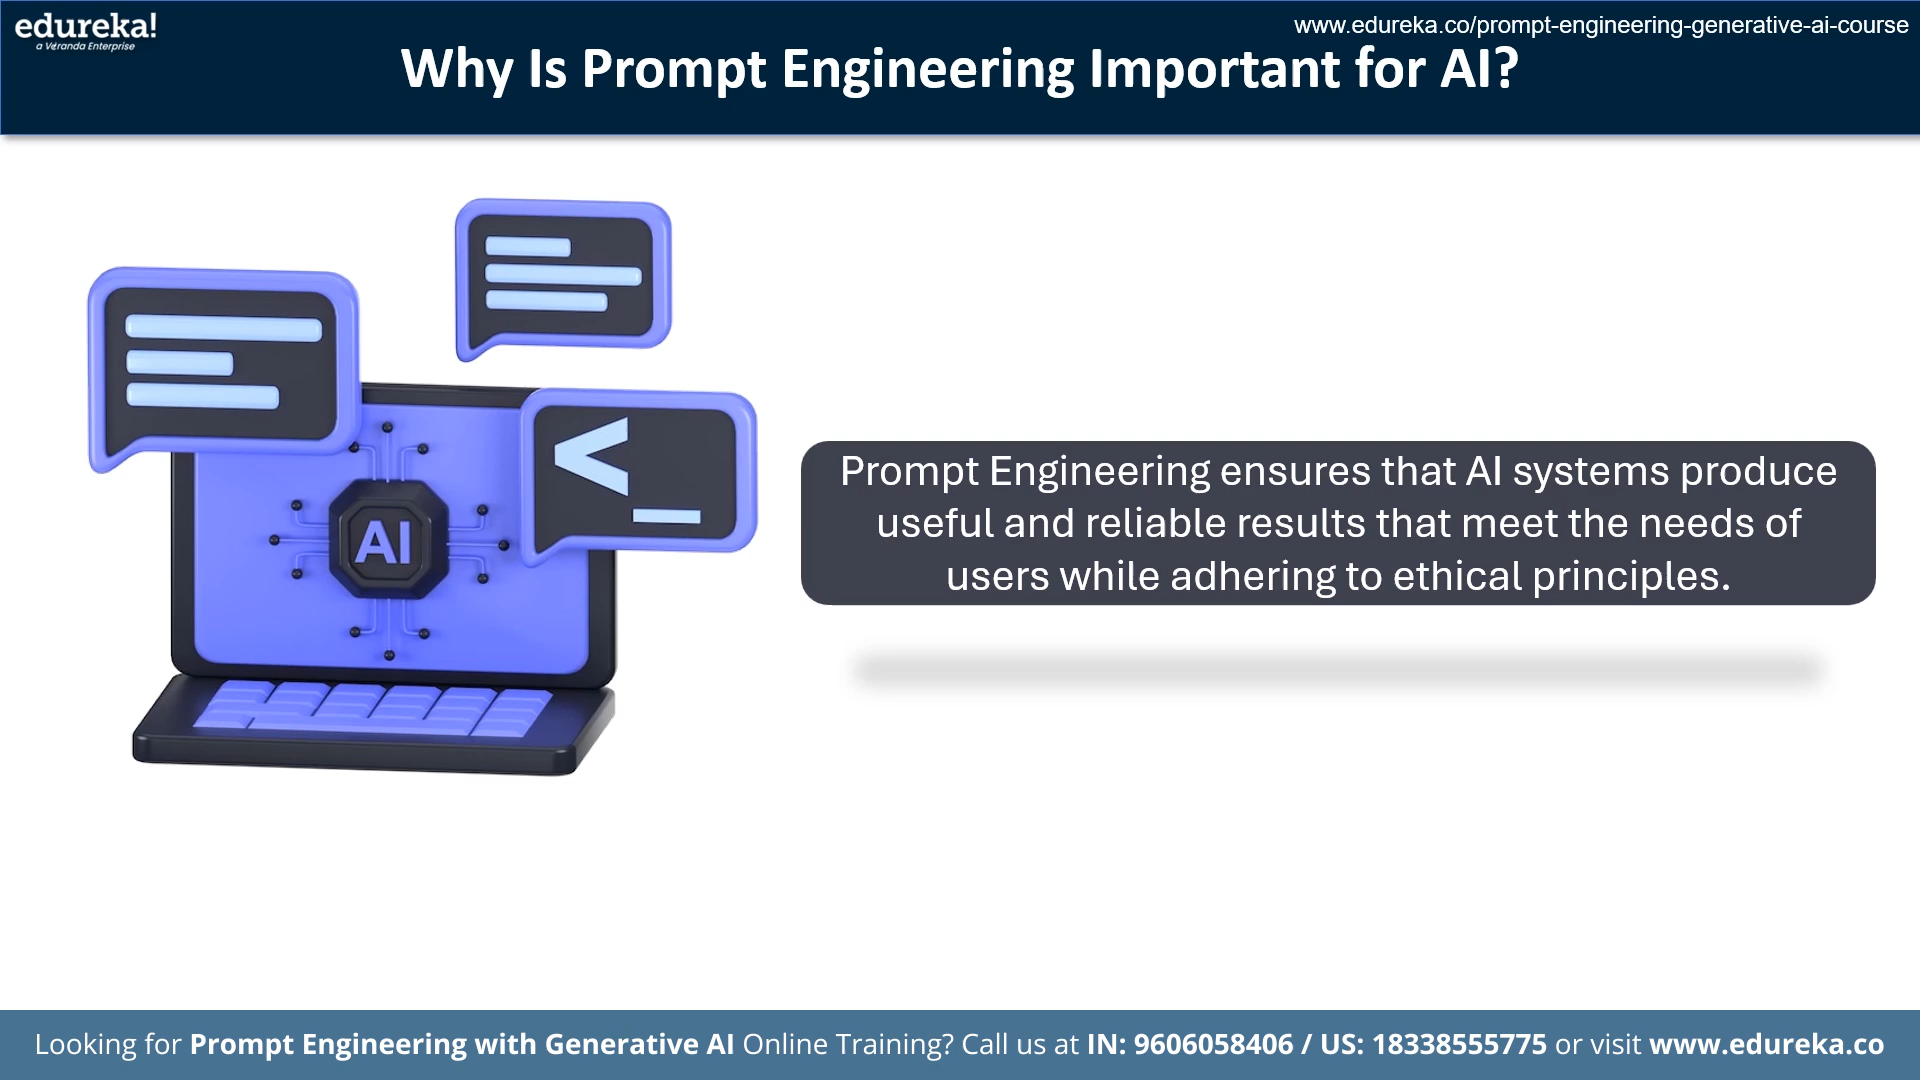 edureka!
a Veranda Enterprise
www.edureka.co/prompt-engineering-generative-ai-course
Why Is Prompt Engineering Important for AI?
AI
Prompt Engineering ensures that AI systems produce
useful and reliable results that meet the needs of
users while adhering to ethical principles.
Looking for Prompt Engineering with Generative AI Online Training? Call us at IN: 9606058406 / US: 18338555775 or visit www.edureka.co